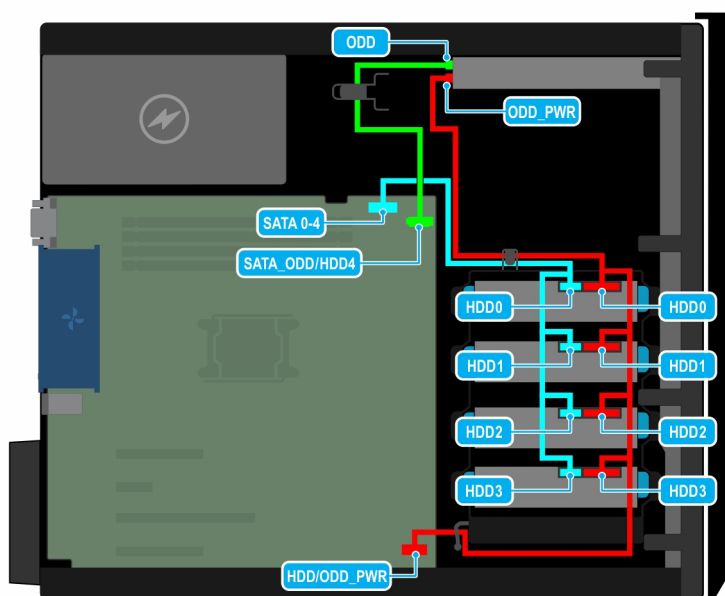 ODD
ODD_PWR
SATA 0-4
SATA_ODD/HDD4
HDD0
HDD0
HDD1
HDD1
HDD2
HDD2
HDD3
HDD3
HDD/ODD_PWR